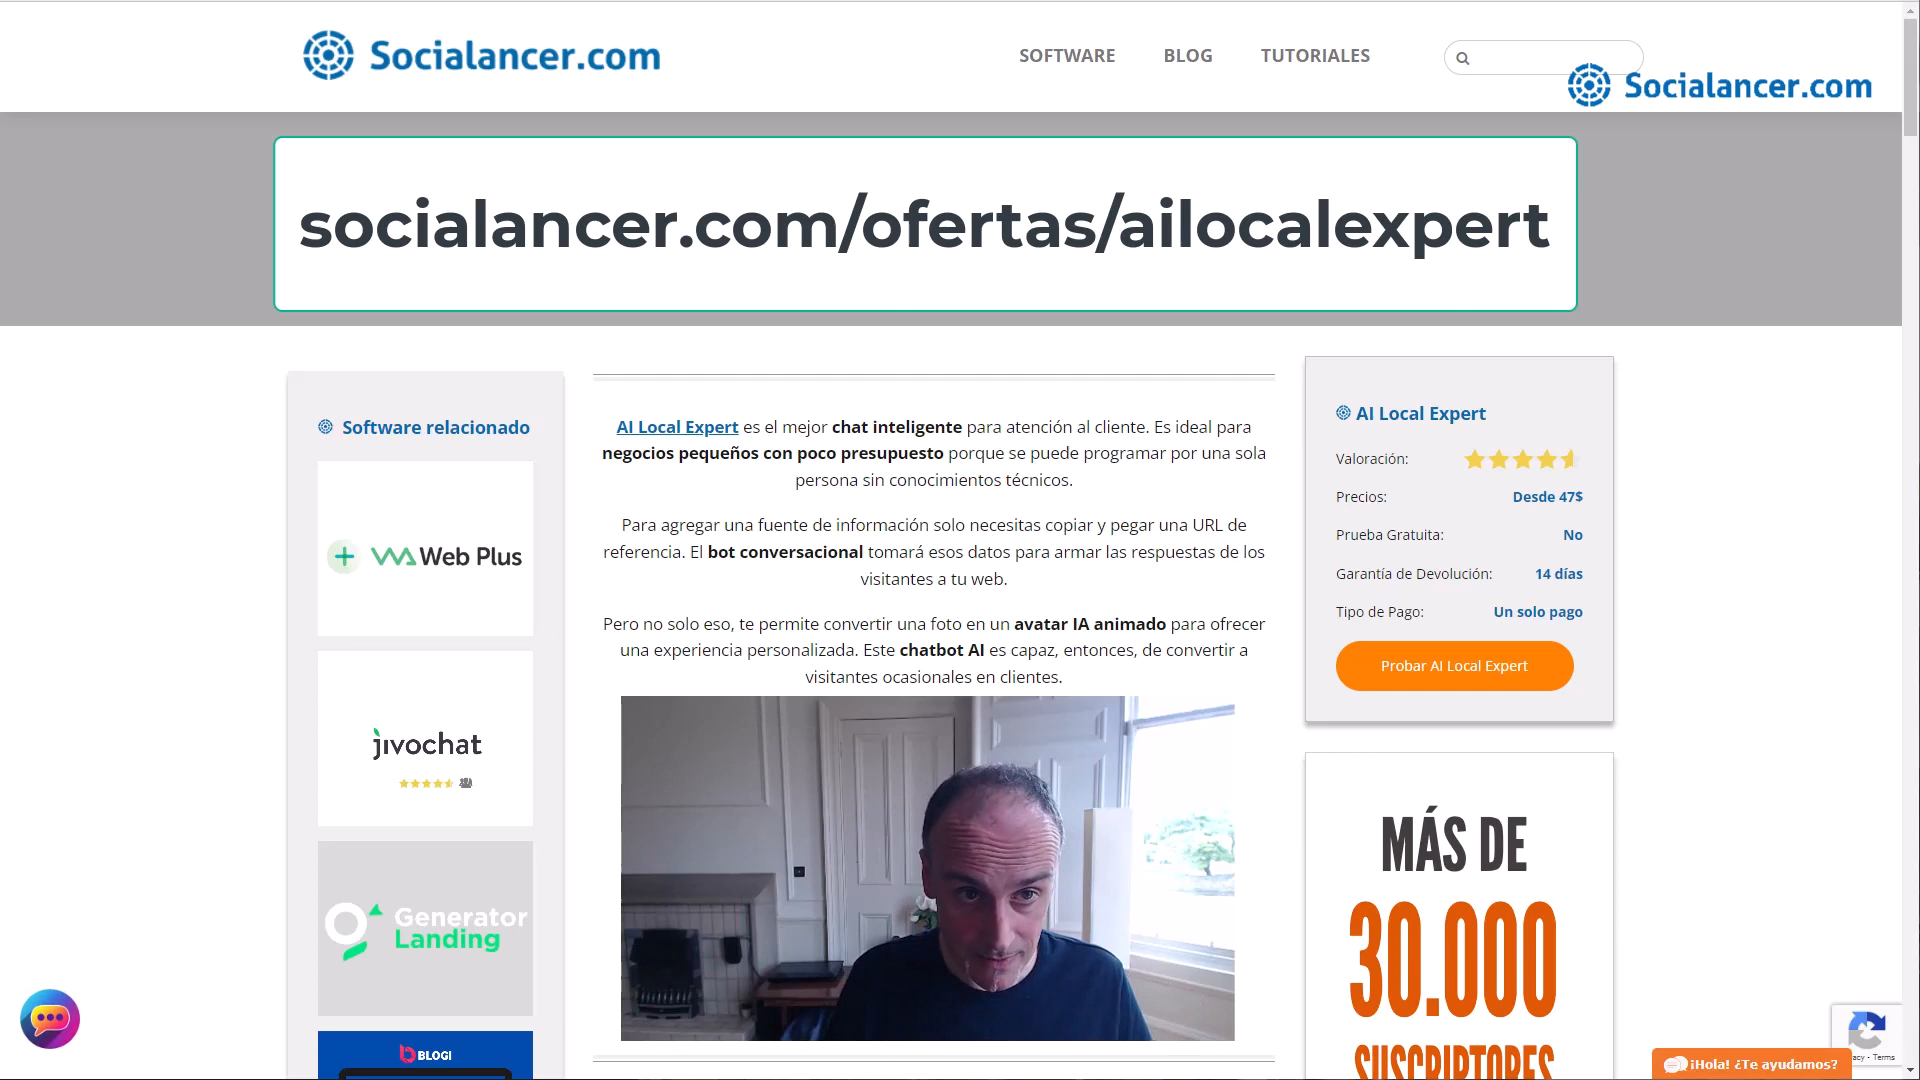 Socialancer.com
SOFTWARE
BLOG
TUTORIALES
Socialancer.com
socialancer.com/ofertas/ailocalexpert
Software relacionado
Web Plus
jivochat
Generator
Landing
BLOGI
AI Local Expert es el mejor chat inteligente para atención al cliente. Es ideal para
negocios pequeños con poco presupuesto porque se puede programar por una sola
persona sin conocimientos técnicos.
Para agregar una fuente de información solo necesitas copiar y pegar una URL de
referencia. El bot conversacional tomará esos datos para armar las respuestas de los
visitantes a tu web.
Pero no solo eso, te permite convertir una foto en un avatar IA animado para ofrecer
una experiencia personalizada. Este chatbot AI es capaz, entonces, de convertir a
visitantes ocasionales en clientes.
AI Local Expert
Valoración:
Precios: Desde 47$
Prueba Gratuita: No
Garantía de Devolución: 14 días
Tipo de Pago: Un solo pago
Probar AI Local Expert
MÁS DE
30.000
SUSCRIPTORES
acy - Terms
¡Hola! ¿Te ayudamos?